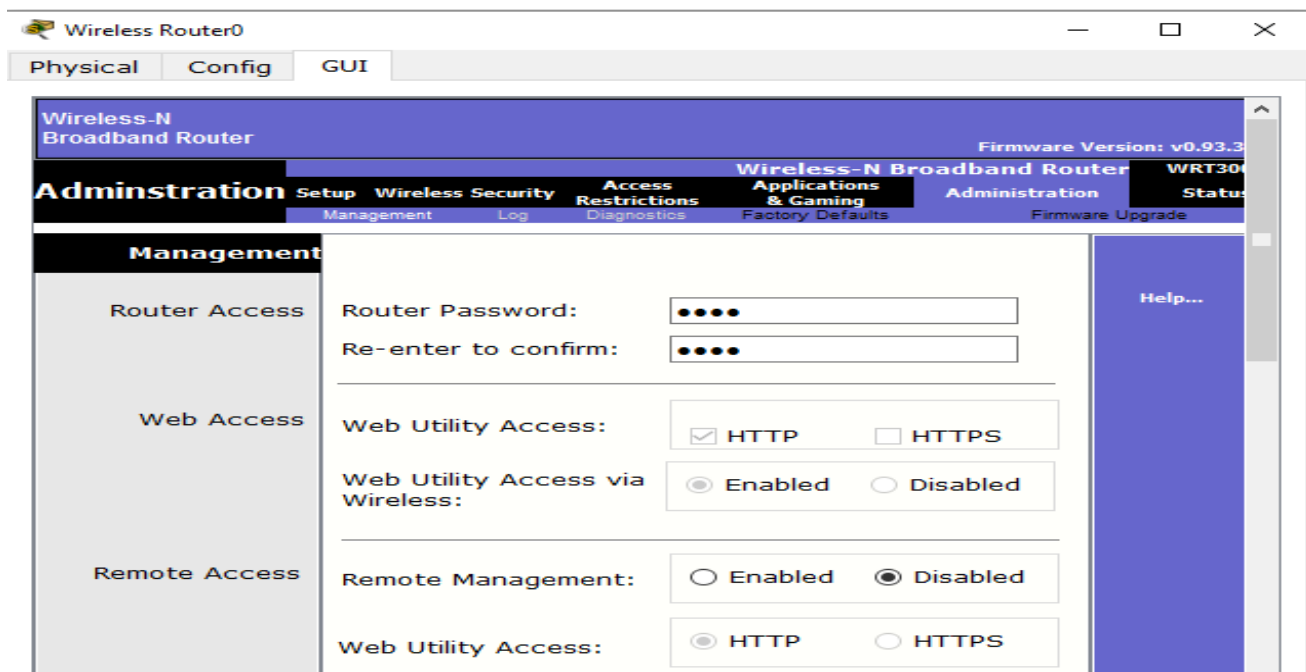 Wireless Router0
Physical Config GUI
Wireless-N
Broadband Router
Firmware Version: v0.93.3
Wireless-N Broadband Router WRT300
Adminstration Setup Wireless Security Access Restrictions Applications & Gaming Administration Status
Management Log Diagnostics Factory Defaults Firmware Upgrade
Management
Help...
Router Access Router Password: ●●●●
Re-enter to confirm: ●●●●
Web Access Web Utility Access: HTTP HTTPS
Web Utility Access via Wireless: Enabled Disabled
Remote Access Remote Management: Enabled Disabled
Web Utility Access: HTTP HTTPS